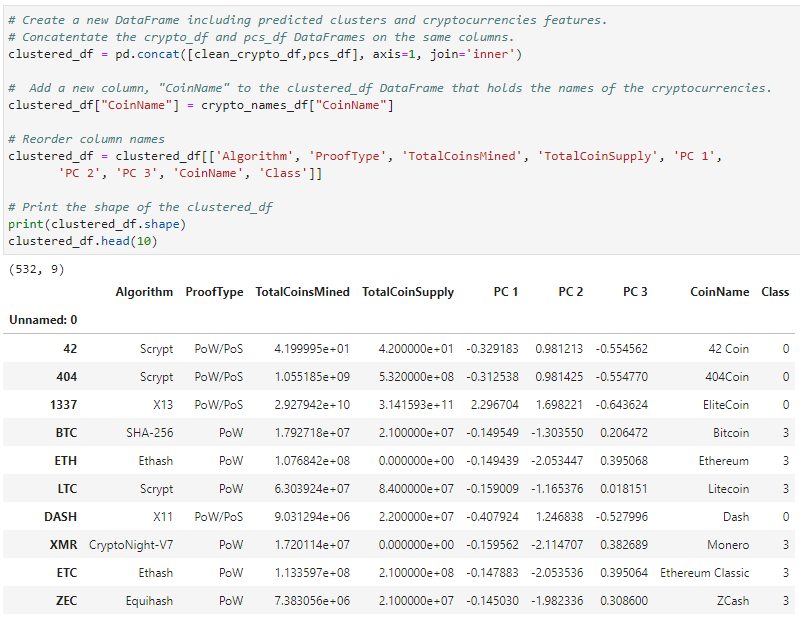 # Create a new DataFrame including predicted clusters and cryptocurrencies features.
# Concatentate the crypto_df and pcs_df DataFrames on the same columns.
clustered_df = pd.concat([clean_crypto_df,pcs_df], axis=1, join='inner')
#  Add a new column, "CoinName" to the clustered_df DataFrame that holds the names of the cryptocurrencies.
clustered_df["CoinName"] = crypto_names_df["CoinName"]
# Reorder column names
clustered_df = clustered_df[['Algorithm', 'ProofType', 'TotalCoinsMined', 'TotalCoinSupply', 'PC 1',
'PC 2', 'PC 3', 'CoinName', 'Class']]
# Print the shape of the clustered_df
print(clustered_df.shape)
clustered_df.head(10)
(532, 9)
Algorithm ProofType TotalCoinsMined TotalCoinSupply PC 1 PC 2 PC 3 CoinName Class
Unnamed: 0
42 Scrypt PoW/PoS 4.199995e+01 4.200000e+01 -0.329183 0.981213 -0.554562 42 Coin 0
404 Scrypt PoW/PoS 1.055185e+09 5.320000e+08 -0.312538 0.981425 -0.554770 404Coin 0
1337 X13 PoW/PoS 2.927942e+10 3.141593e+11 2.296704 1.698221 -0.643624 EliteCoin 0
BTC SHA-256 PoW 1.792718e+07 2.100000e+07 -0.149549 -1.303550 0.206472 Bitcoin 3
ETH Ethash PoW 1.076842e+08 0.000000e+00 -0.149439 -2.053447 0.395068 Ethereum 3
LTC Scrypt PoW 6.303924e+07 8.400000e+07 -0.159009 -1.165376 0.018151 Litecoin 3
DASH X11 PoW/PoS 9.031294e+06 2.200000e+07 -0.407924 1.246838 -0.527996 Dash 0
XMR CryptoNight-V7 PoW 1.720114e+07 0.000000e+00 -0.159562 -2.114707 0.382689 Monero 3
ETC Ethash PoW 1.133597e+08 2.100000e+08 -0.147883 -2.053536 0.395064 Ethereum Classic 3
ZEC Equihash PoW 7.383056e+06 2.100000e+07 -0.145030 -1.982336 0.308600 ZCash 3